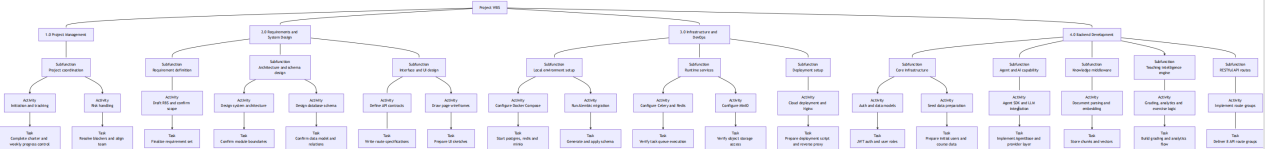 Project WBS
1.0 Project Management
2.0 Requirements and
System Design
3.0 Infrastructure and
DevOps
4.0 Backend Development
Subfunction
Project coordination
Subfunction
Requirement definition
Subfunction
Architecture and schema
design
Subfunction
Interface and UI design
Subfunction
Local environment setup
Subfunction
Runtime services
Subfunction
Deployment setup
Subfunction
Core infrastructure
Subfunction
Agent and AI capability
Subfunction
Knowledge middleware
Subfunction
Teaching intelligence
engine
Subfunction
RESTful API routes
Activity
Initiation and tracking
Activity
Risk handling
Activity
Draft RBS and confirm
scope
Activity
Design system architecture
Activity
Design database schema
Activity
Define API contracts
Activity
Draw page wireframes
Activity
Configure Docker Compose
Activity
Run Alembic migration
Activity
Configure Celery and Redis
Activity
Configure MinIO
Activity
Cloud deployment and
Nginx
Activity
Auth and data models
Activity
Seed data preparation
Activity
Agent SDK and LLM
integration
Activity
Document parsing and
embedding
Activity
Grading, analytics and
exercise logic
Activity
Implement route groups
Task
Complete charter and
weekly progress control
Task
Resolve blockers and align
team
Task
Finalize requirement set
Task
Confirm module boundaries
Task
Confirm data model and
relations
Task
Write route specifications
Task
Prepare UI sketches
Task
Start postgres, redis and
minio
Task
Generate and apply schema
Task
Verify task queue execution
Task
Verify object storage
access
Task
Prepare deployment script
and reverse proxy
Task
JWT auth and user roles
Task
Prepare initial users and
course data
Task
Implement AgentBase and
provider layer
Task
Store chunks and vectors
Task
Build grading and analytics
flow
Task
Deliver 8 API route groups